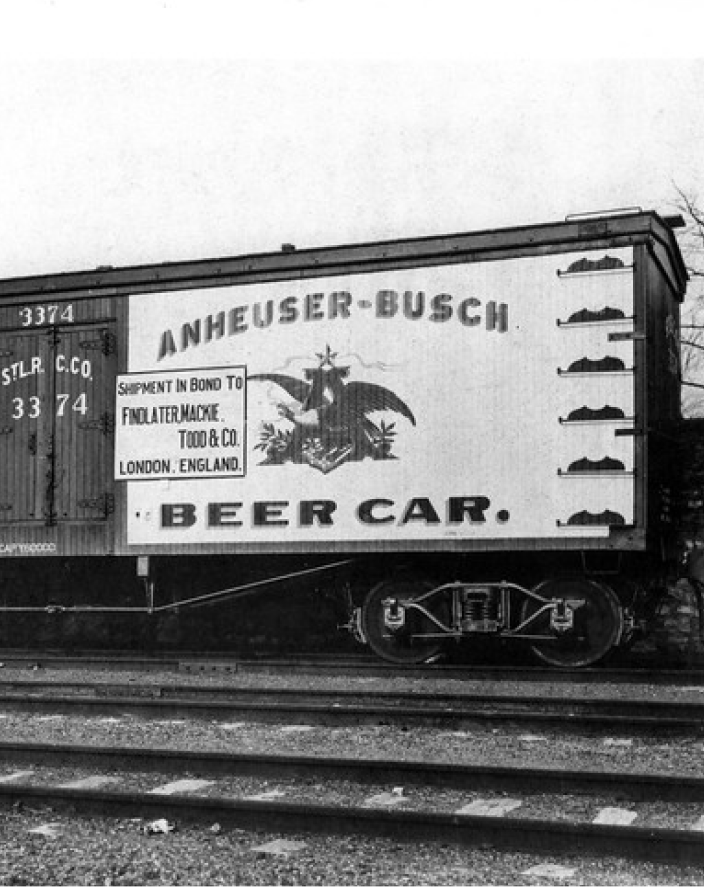 3374
ST.L.R. C.CO.
33 74
ANHEUSER-BUSCH
SHIPMENT IN BOND TO
FINDLATER, MACKIE,
TODD & CO.
LONDON, ENGLAND.
BEER CAR.